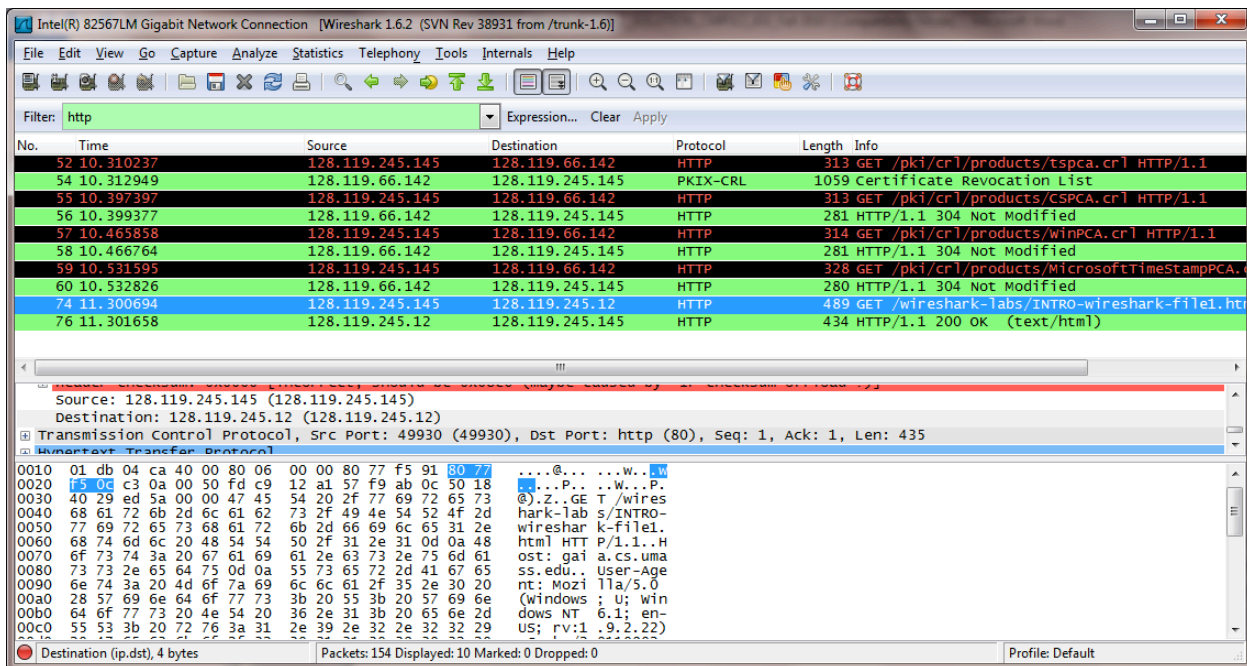 Intel(R) 82567LM Gigabit Network Connection [Wireshark 1.6.2 (SVN Rev 38931 from /trunk-1.6)]
File Edit View Go Capture Analyze Statistics Telephony Tools Internals Help
Filter: http Expression... Clear Apply
No. Time Source Destination Protocol Length Info
52 10.310237 128.119.245.145 128.119.66.142 HTTP 313 GET /pki/crl/products/tspca.crl HTTP/1.1
54 10.312949 128.119.66.142 128.119.245.145 PKIX-CRL 1059 Certificate Revocation List
55 10.397397 128.119.245.145 128.119.66.142 HTTP 313 GET /pki/crl/products/CSPCA.crl HTTP/1.1
56 10.399377 128.119.66.142 128.119.245.145 HTTP 281 HTTP/1.1 304 Not Modified
57 10.465858 128.119.245.145 128.119.66.142 HTTP 314 GET /pki/crl/products/WinPCA.crl HTTP/1.1
58 10.466764 128.119.66.142 128.119.245.145 HTTP 281 HTTP/1.1 304 Not Modified
59 10.531595 128.119.245.145 128.119.66.142 HTTP 328 GET /pki/crl/products/MicrosoftTimeStampPCA.
60 10.532826 128.119.66.142 128.119.245.145 HTTP 280 HTTP/1.1 304 Not Modified
74 11.300694 128.119.245.145 128.119.245.12 HTTP 489 GET /wireshark-labs/INTRO-wireshark-file1.htm
76 11.301658 128.119.245.12 128.119.245.145 HTTP 434 HTTP/1.1 200 OK (text/html)
Source: 128.119.245.145 (128.119.245.145)
Destination: 128.119.245.12 (128.119.245.12)
Transmission Control Protocol, Src Port: 49930 (49930), Dst Port: http (80), Seq: 1, Ack: 1, Len: 435
Hypertext Transfer Protocol
0010 01 db 04 ca 40 00 80 06 00 00 80 77 f5 91 80 77 ....@... ...w...w
0020 f5 0c c3 0a 00 50 fd c9 12 a1 57 f9 ab 0c 50 18 .....P.. ..W...P.
0030 40 29 ed 5a 00 00 47 45 54 20 2f 77 69 72 65 73 @).Z..GE T /wires
0040 68 61 72 6b 2d 6c 61 62 73 2f 49 4e 54 52 4f 2d hark-lab s/INTRO-
0050 77 69 72 65 73 68 61 72 6b 2d 66 69 6c 65 31 2e wireshar k-file1.
0060 68 74 6d 6c 20 48 54 54 50 2f 31 2e 31 0d 0a 48 html HTT P/1.1..H
0070 6f 73 74 3a 20 67 61 69 61 2e 63 73 2e 75 6d 61 ost: gai a.cs.uma
0080 73 73 2e 65 64 75 0d 0a 55 73 65 72 2d 41 67 65 ss.edu.. User-Age
0090 6e 74 3a 20 4d 6f 7a 69 6c 6c 61 2f 35 2e 30 20 nt: Mozi lla/5.0
00a0 28 57 69 6e 64 6f 77 73 3b 20 55 3b 20 57 69 6e (Windows ; U; Win
00b0 64 6f 77 73 20 4e 54 20 36 2e 31 3b 20 65 6e 2d dows NT 6.1; en-
00c0 55 53 3b 20 72 76 3a 31 2e 39 2e 32 2e 32 32 29 US; rv:1 .9.2.22)
Destination (ip.dst), 4 bytes Packets: 154 Displayed: 10 Marked: 0 Dropped: 0 Profile: Default